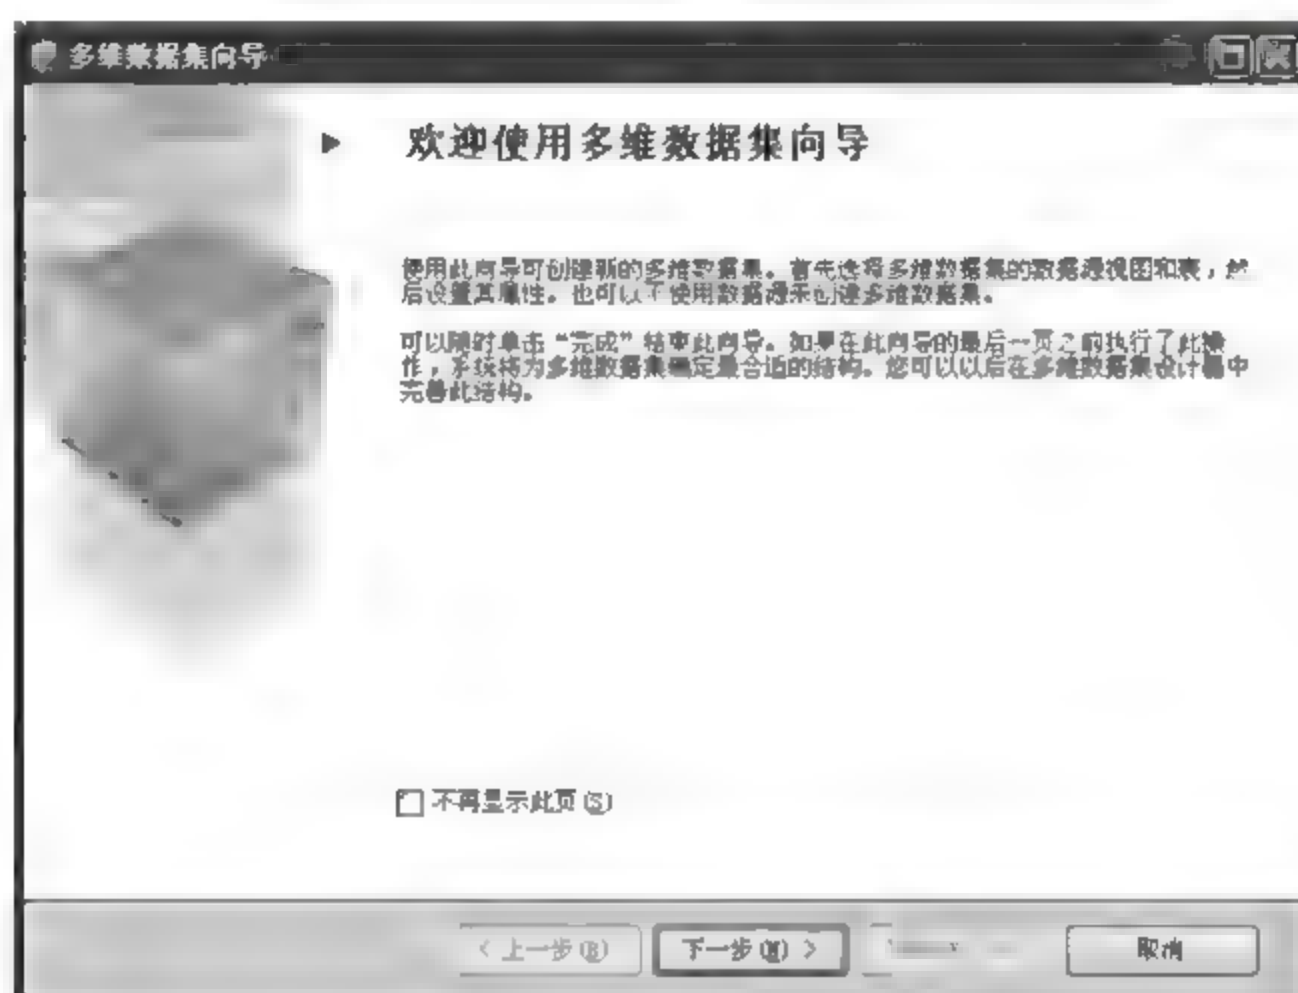 多维数据集向导
欢迎使用多维数据集向导
使用此向导可创建新的多维数据集。首先选择多维数据集的数据源视图和表，然
后设置其属性。也可以不使用数据源来创建多维数据集。
可以随时单击“完成”结束此向导。如果在此向导的最后一页之前执行了此操
作，系统将为多维数据集确定最合适的结构。您可以以后在多维数据集设计器中
完善此结构。
不再显示此页(S)
< 上一步(B)
下一步(N) >
取消